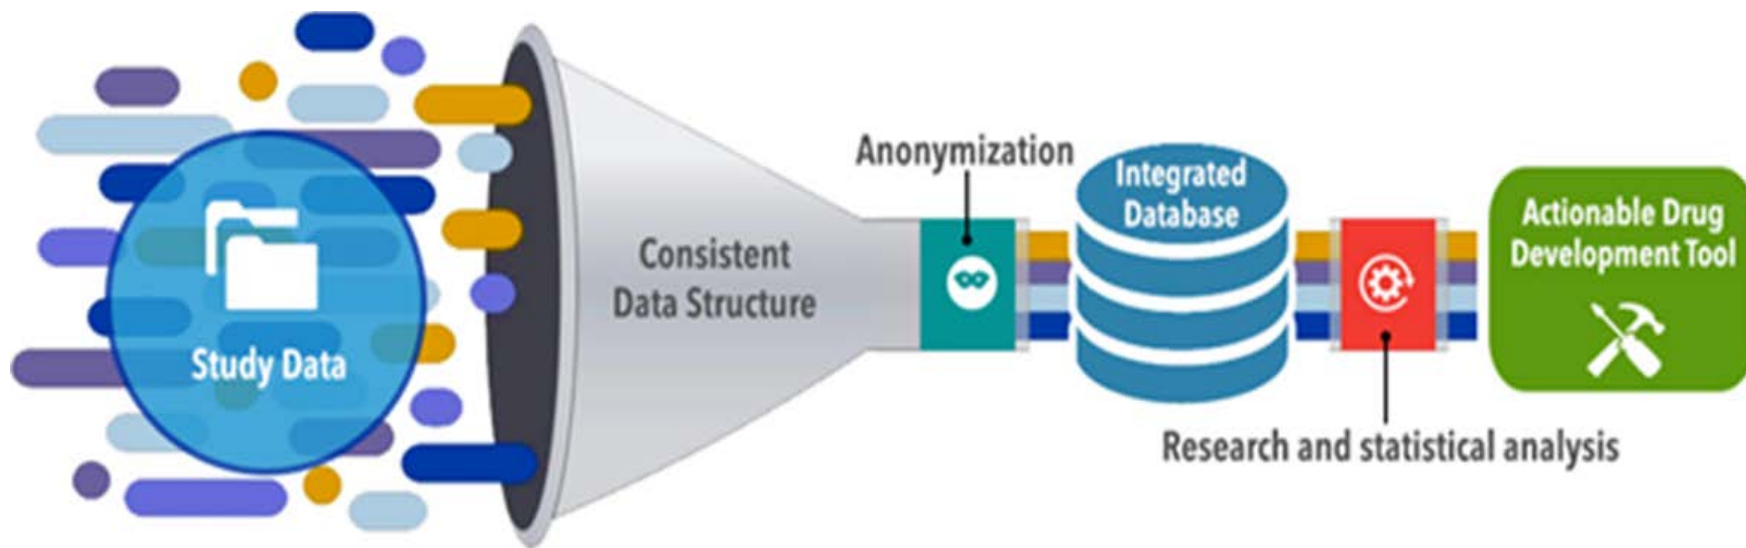 Study Data
Consistent
Data Structure
Anonymization
Integrated
Database
Research and statistical analysis
Actionable Drug
Development Tool